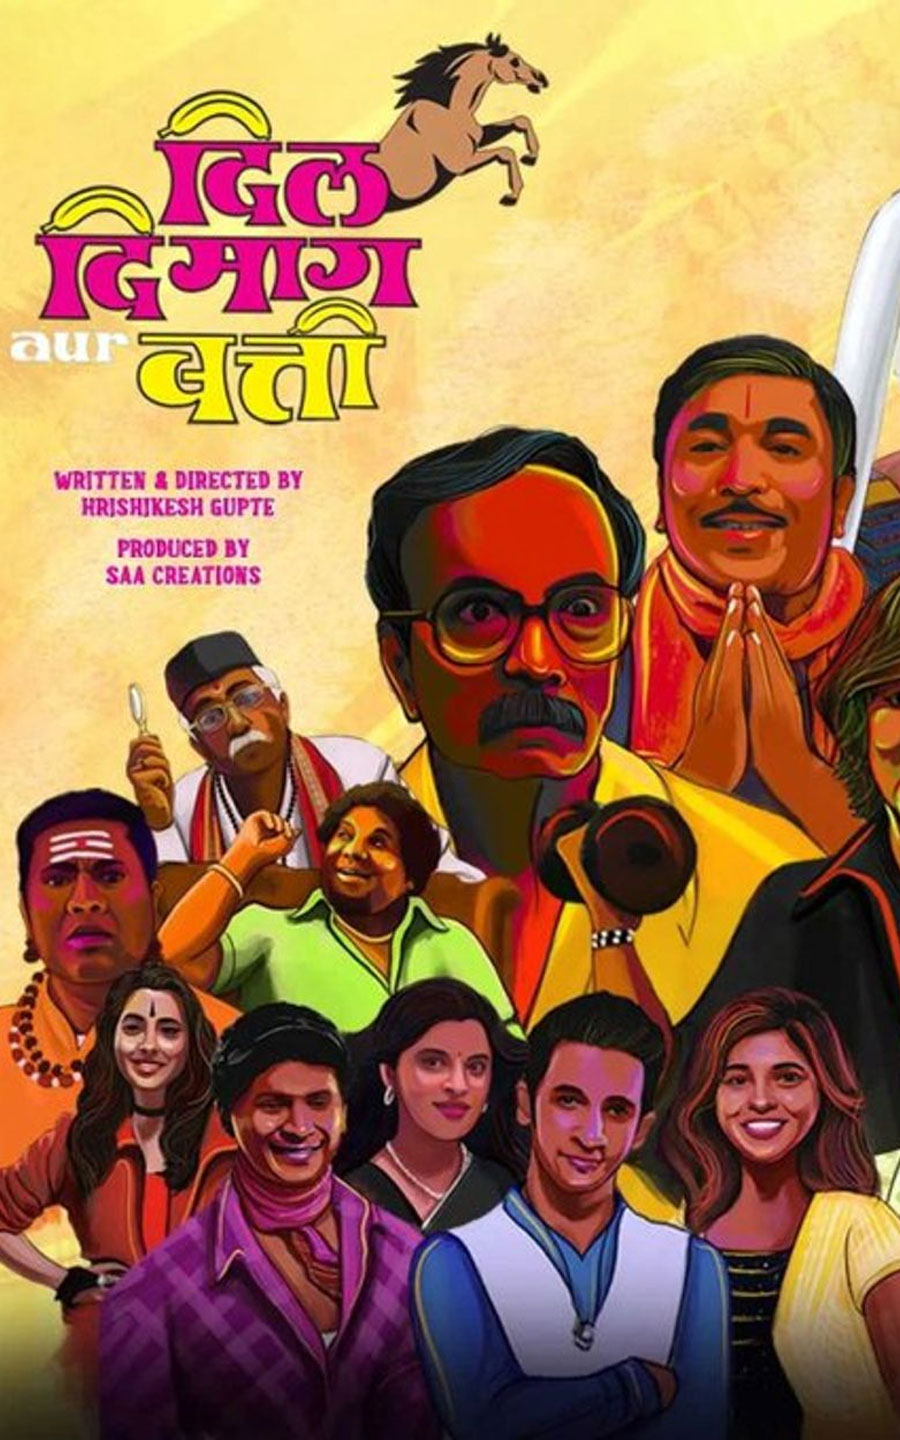 दिल
दिमाग
aur बत्ती
WRITTEN & DIRECTED BY
HRISHIKESH GUPTE
PRODUCED BY
SAA CREATIONS